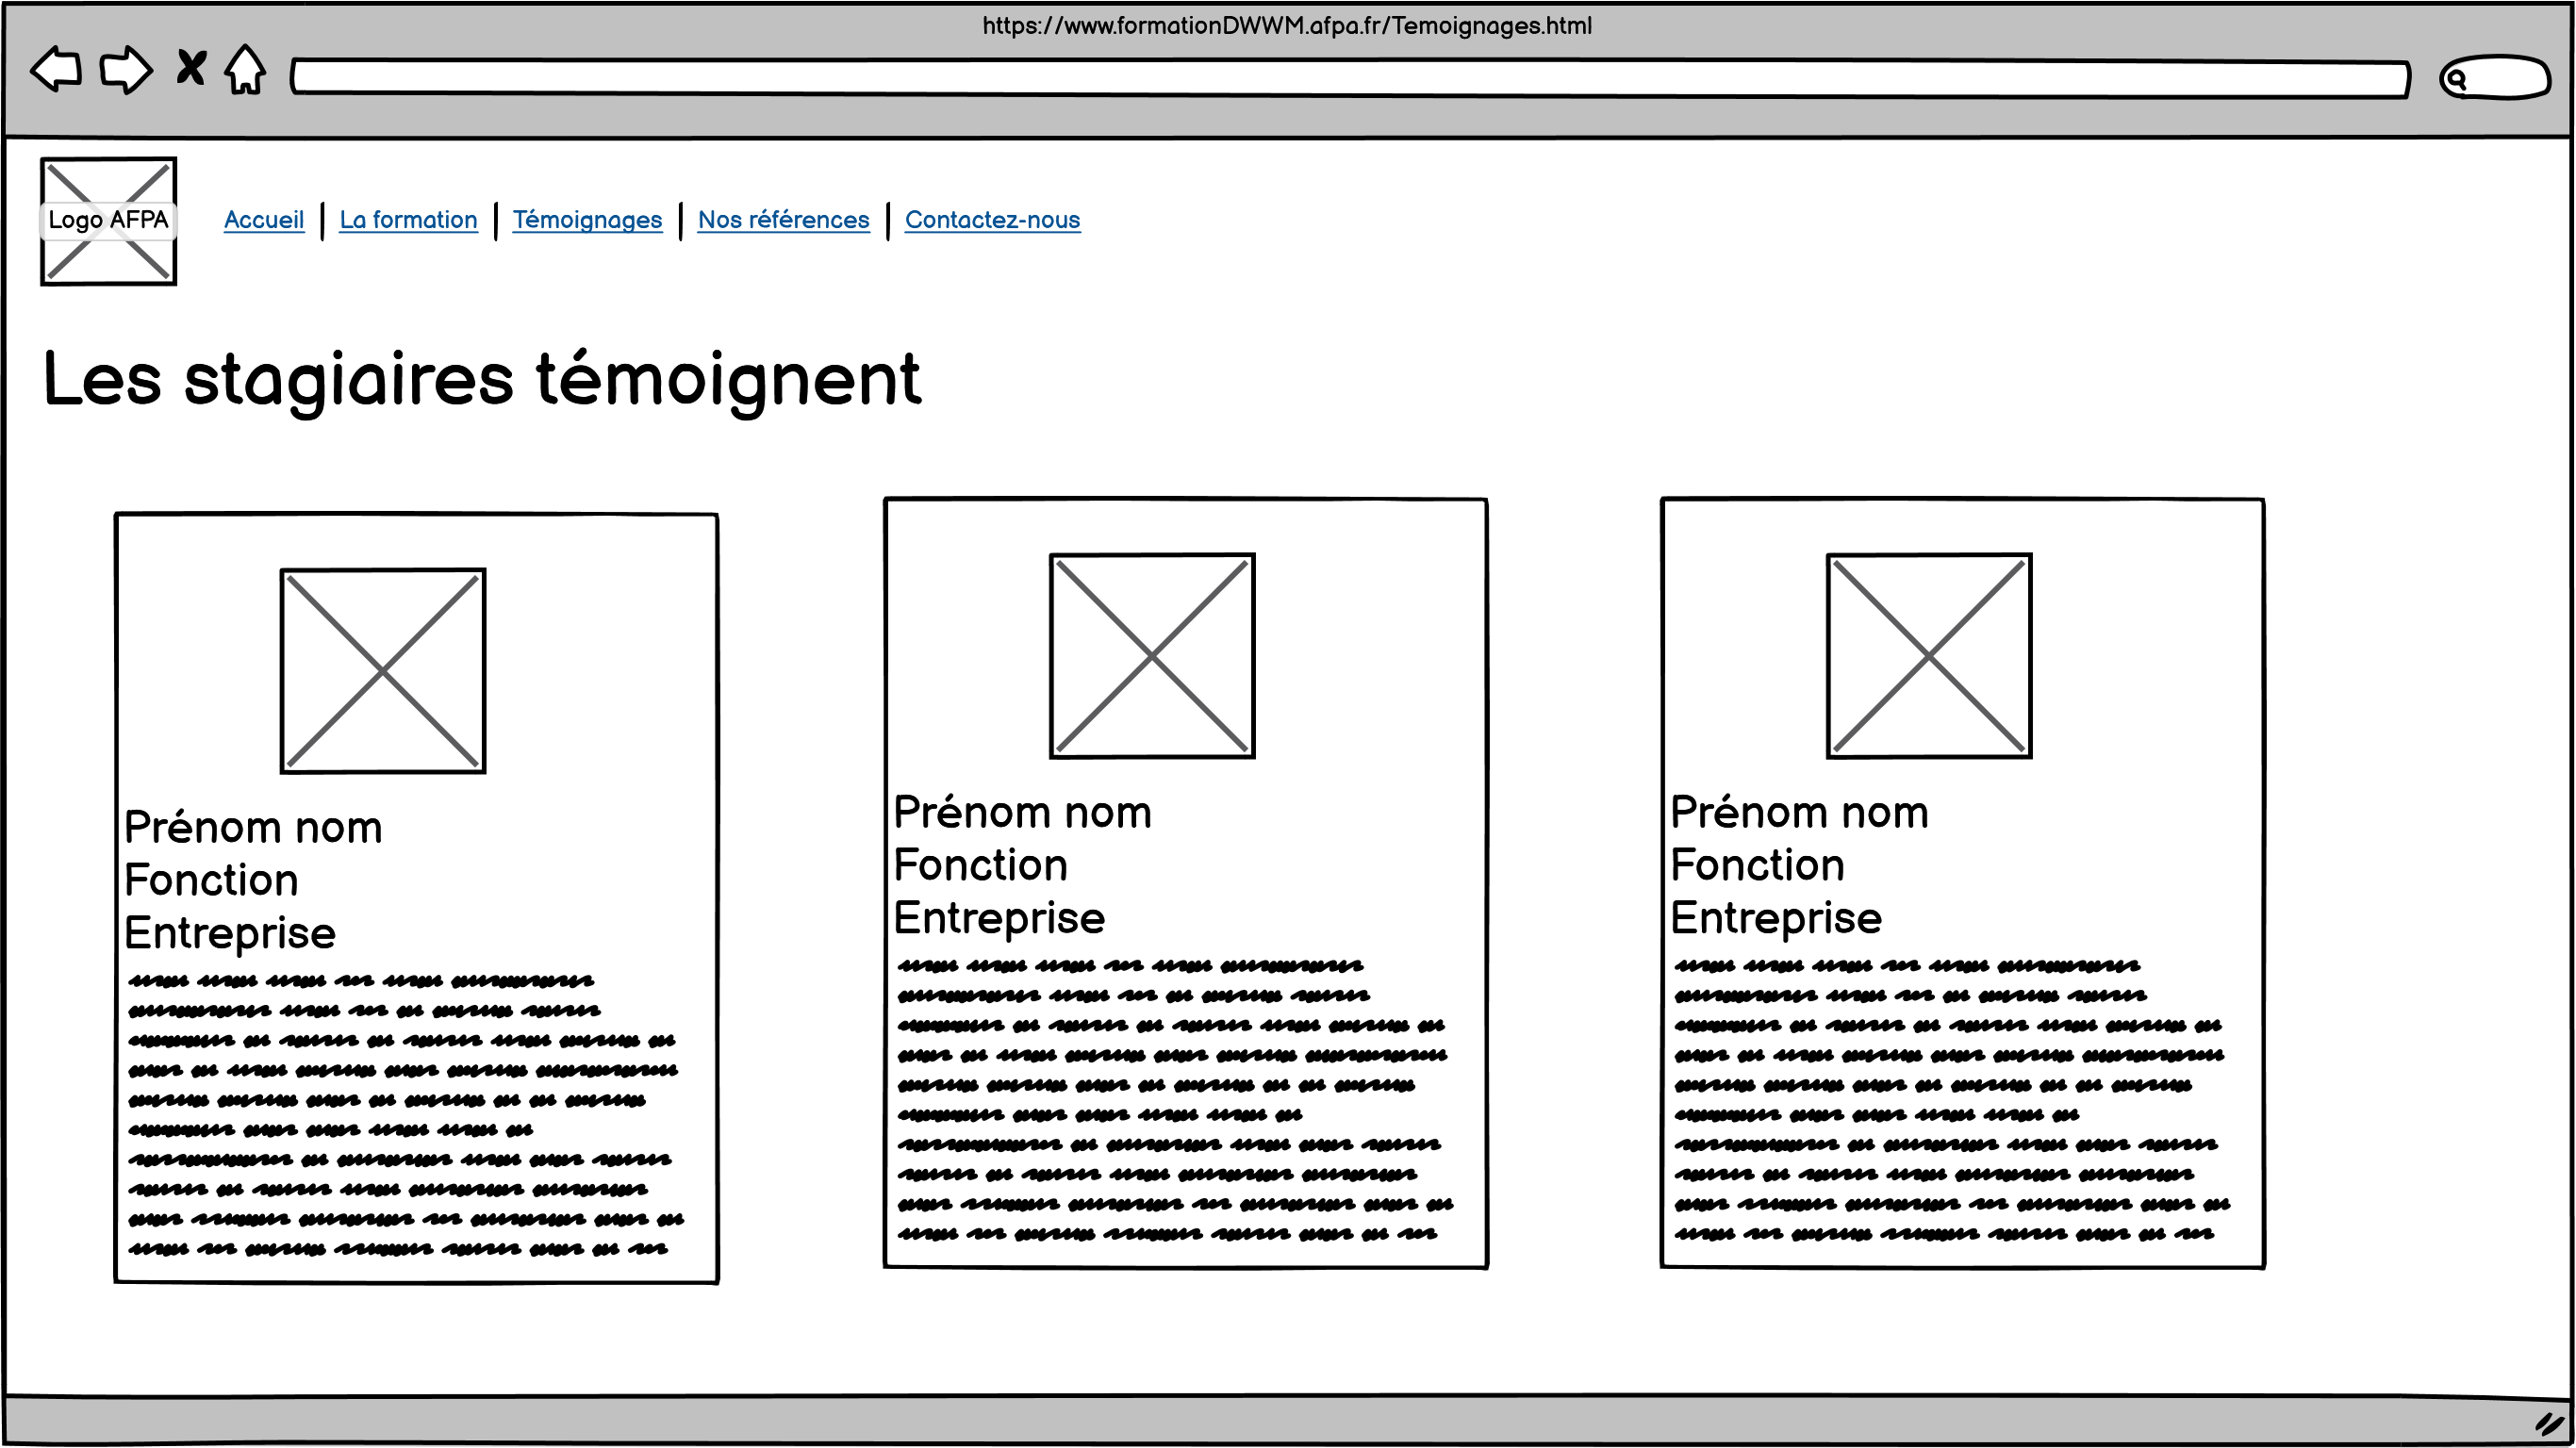 https://www.formationDWWM.afpa.fr/Temoignages.html
Logo AFPA
Accueil | La formation | Témoignages | Nos références | Contactez-nous
Les stagiaires témoignent
Prénom nom
Fonction
Entreprise
Prénom nom
Fonction
Entreprise
Prénom nom
Fonction
Entreprise